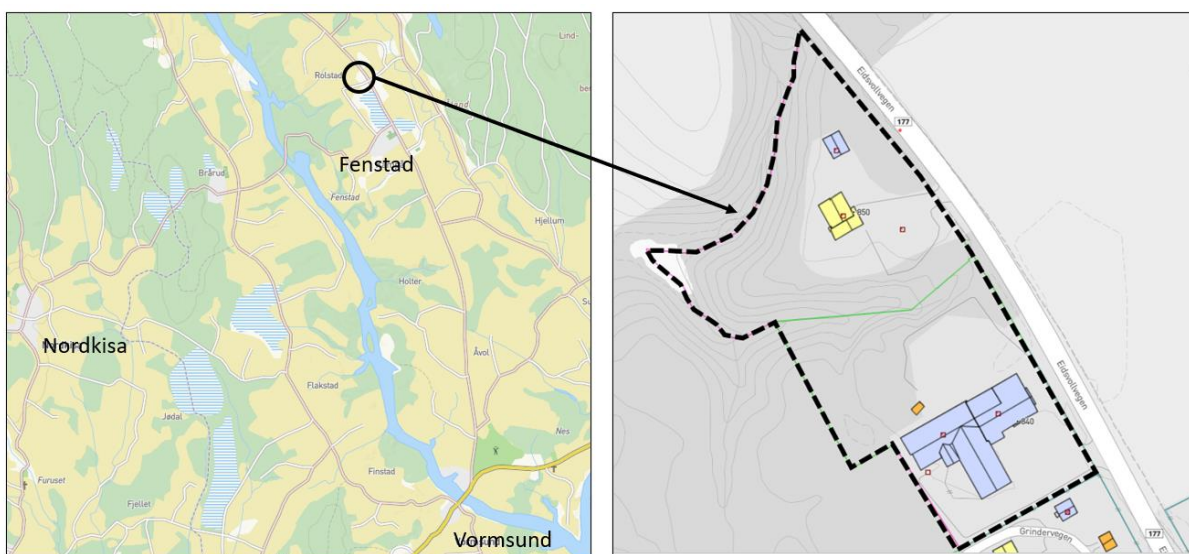 Lind-
Rolstad
Brårud
Fenstad
Fenstad
Hjellum
Holter
Su
Nordkisa
Åvol
Flakstad
Jødal
Nes
Finstad
Furuset
Fjellet
Vormsund
Eidsvollvegen
177
850
840
Eidsvollvegen
Grindervegen
177